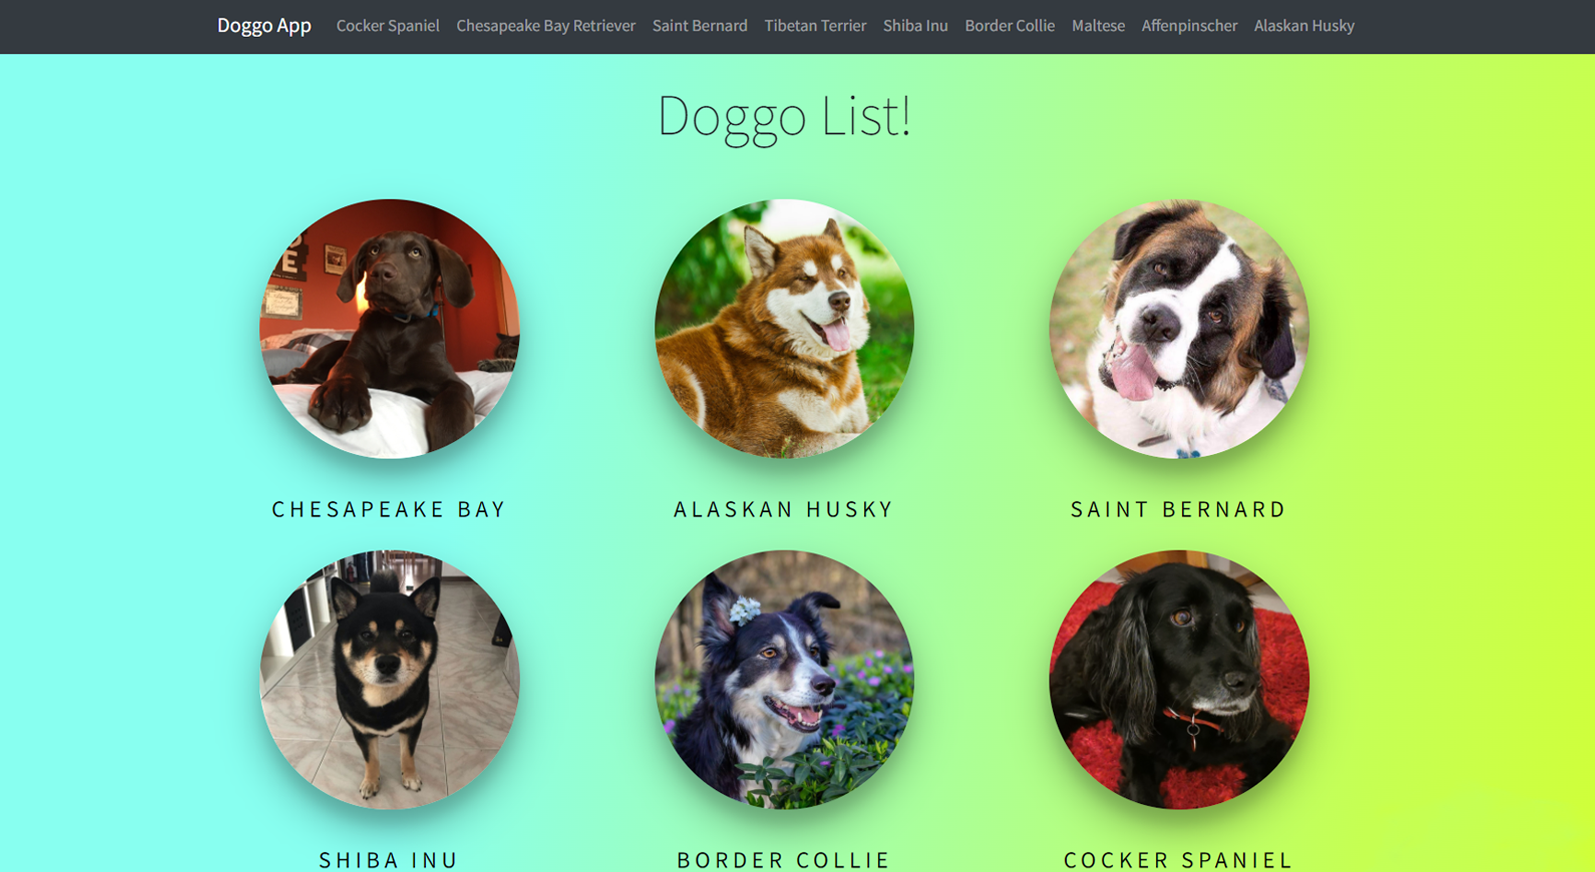 Doggo App Cocker Spaniel Chesapeake Bay Retriever Saint Bernard Tibetan Terrier Shiba Inu Border Collie Maltese Affenpinscher Alaskan Husky
Doggo List!
CHESAPEAKE BAY ALASKAN HUSKY SAINT BERNARD
SHIBA INU BORDER COLLIE COCKER SPANIEL